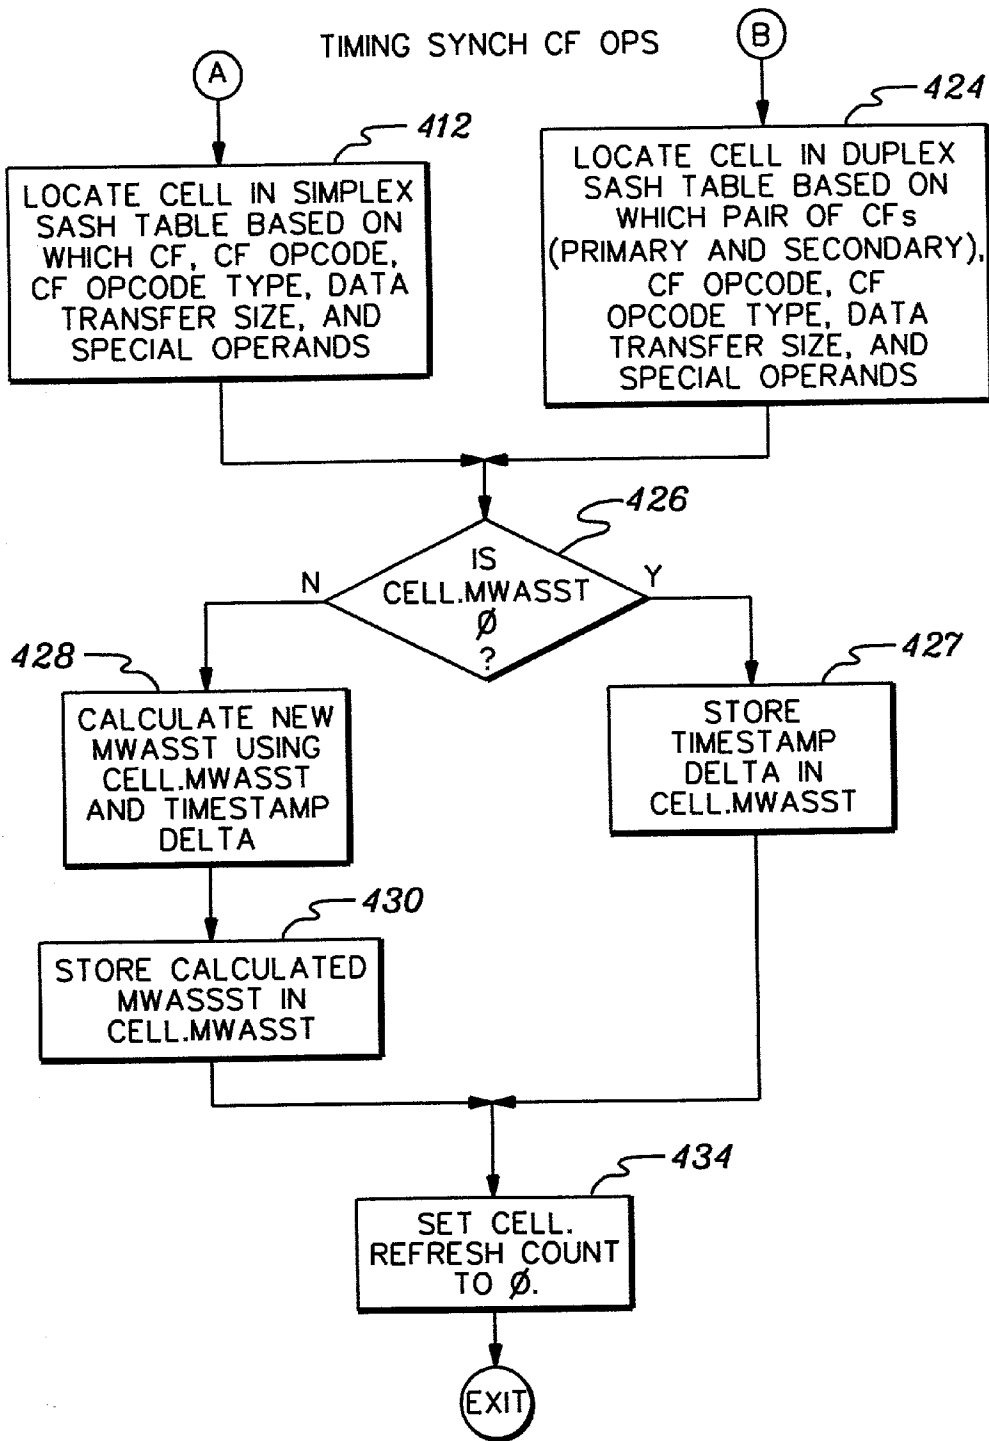 TIMING SYNCH CF OPS
A
B
412
LOCATE CELL IN SIMPLEX
SASH TABLE BASED ON
WHICH CF, CF OPCODE,
CF OPCODE TYPE, DATA
TRANSFER SIZE, AND
SPECIAL OPERANDS
424
LOCATE CELL IN DUPLEX
SASH TABLE BASED ON
WHICH PAIR OF CFs
(PRIMARY AND SECONDARY),
CF OPCODE, CF
OPCODE TYPE, DATA
TRANSFER SIZE, AND
SPECIAL OPERANDS
426
IS
CELL.MWASST
Ø
?
N
Y
428
CALCULATE NEW
MWASST USING
CELL.MWASST
AND TIMESTAMP
DELTA
427
STORE
TIMESTAMP
DELTA IN
CELL.MWASST
430
STORE CALCULATED
MWASSST IN
CELL.MWASST
434
SET CELL.
REFRESH COUNT
TO Ø.
EXIT